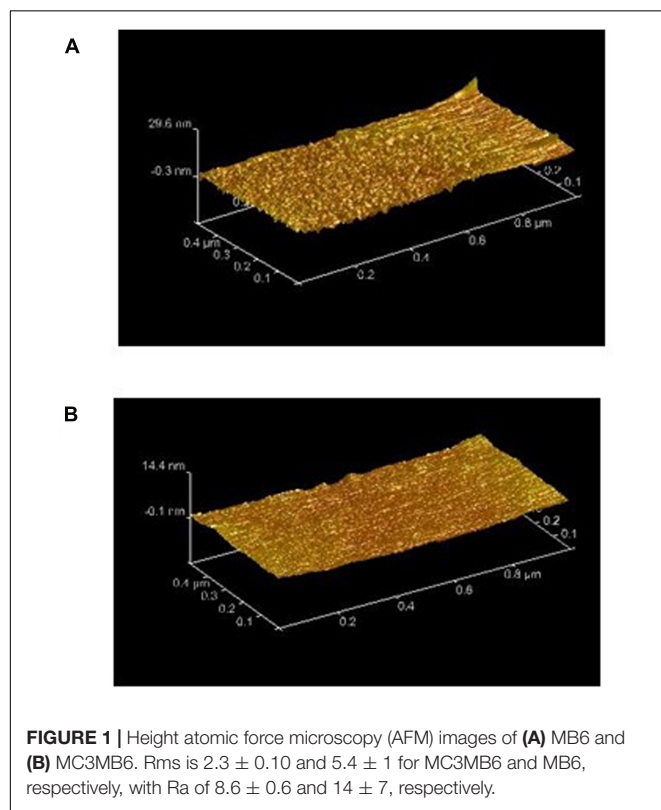 A
29.6 nm
-0.3 nm
0.4 µm
0.3
0.2
0.1
0.2
0.4
0.6
0.8 µm
0.2
0.1
B
14.4 nm
-0.1 nm
0.4 µm
0.3
0.2
0.1
0.2
0.4
0.6
0.8 µm
0.2
0.1
FIGURE 1 | Height atomic force microscopy (AFM) images of (A) MB6 and
(B) MC3MB6. Rms is 2.3 ± 0.10 and 5.4 ± 1 for MC3MB6 and MB6,
respectively, with Ra of 8.6 ± 0.6 and 14 ± 7, respectively.